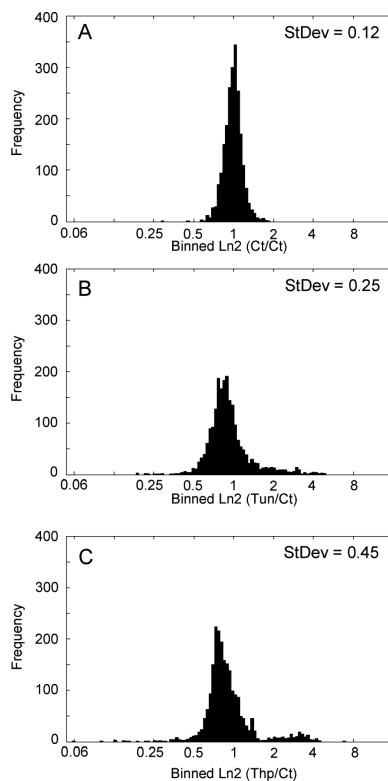 A
StDev = 0.12
400
300
200
100
0
Frequency
0.06 0.25 0.5 1 2 4 8
Binned Ln2 (Ct/Ct)
B
StDev = 0.25
400
300
200
100
0
Frequency
0.06 0.25 0.5 1 2 4 8
Binned Ln2 (Tun/Ct)
C
StDev = 0.45
400
300
200
100
0
Frequency
0.06 0.25 0.5 1 2 4 8
Binned Ln2 (Thp/Ct)